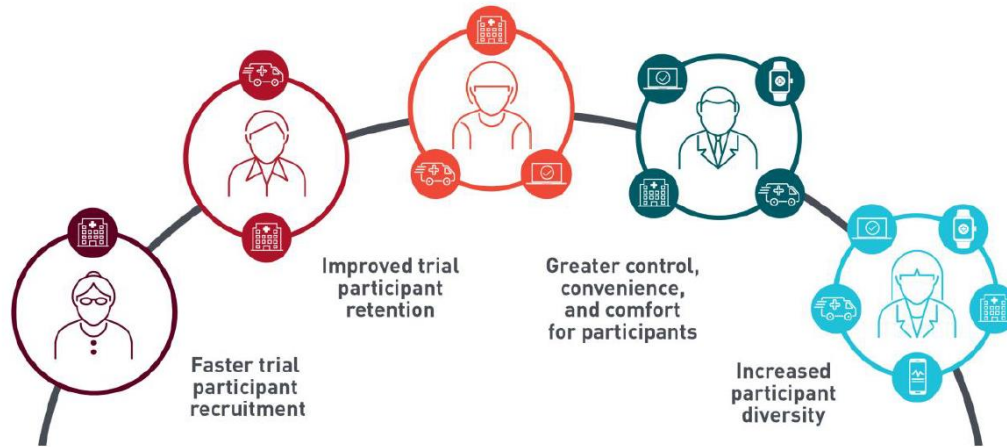 Faster trial
participant
recruitment
Improved trial
participant
retention
Greater control,
convenience,
and comfort
for participants
Increased
participant
diversity